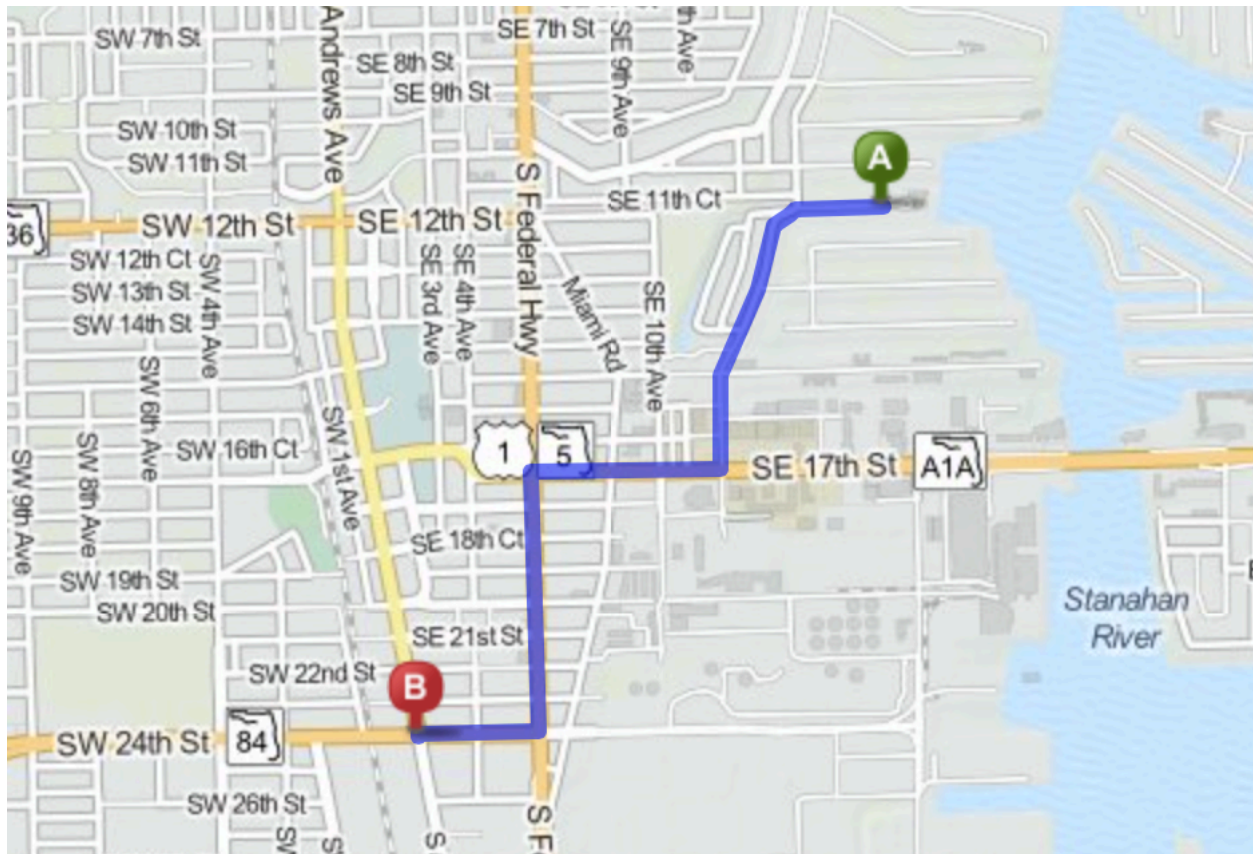 SE 7th St
SW 7th St
SE 9th Ave
7th Ave
Andrews Ave
SE 8th St
SE 9th St
SW 10th St
SW 11th St
A
S Federal Hwy
SE 11th Ct
36
SW 12th St
SE 12th St
SW 12th Ct
SW 4th Ave
SE 3rd Ave
SE 4th Ave
SW 13th St
Miami Rd
SE 10th Ave
SW 14th St
SW 6th Ave
SW 1st Ave
SW 9th Ave
SW 8th Ave
SW 16th Ct
1
5
SE 17th St
A1A
SE 18th Ct
SW 19th St
SW 20th St
Stanahan
River
SE 21st St
SW 22nd St
B
SW 24th St
84
SW 26th St
S F